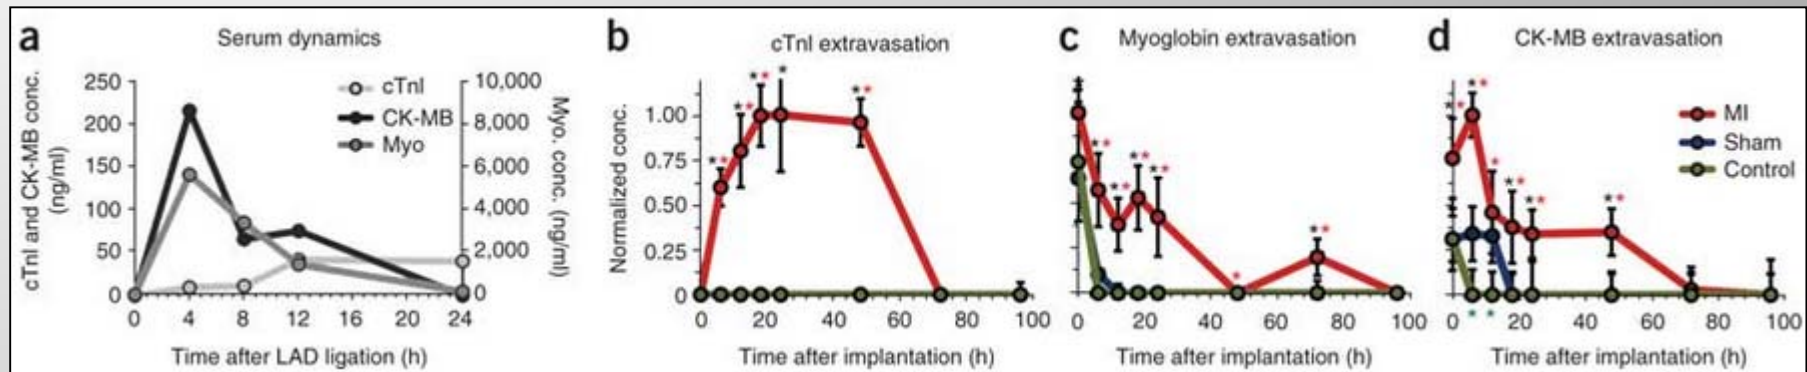 a
Serum dynamics
cTnI and CK-MB conc.
(ng/ml)
250
200
150
100
50
0
cTnI
CK-MB
Myo
10,000
8,000
6,000
4,000
2,000
0
Myo. conc. (ng/ml)
0 4 8 12 16 20 24
Time after LAD ligation (h)
b
cTnI extravasation
Normalized conc.
1.00
0.75
0.50
0.25
0
** ** ** * **
0 20 40 60 80 100
Time after implantation (h)
c
Myoglobin extravasation
* ** ** ** ** * **
0 20 40 60 80 100
Time after implantation (h)
d
CK-MB extravasation
** ** * ** ** **
MI
Sham
Control
* *
0 20 40 60 80 100
Time after implantation (h)